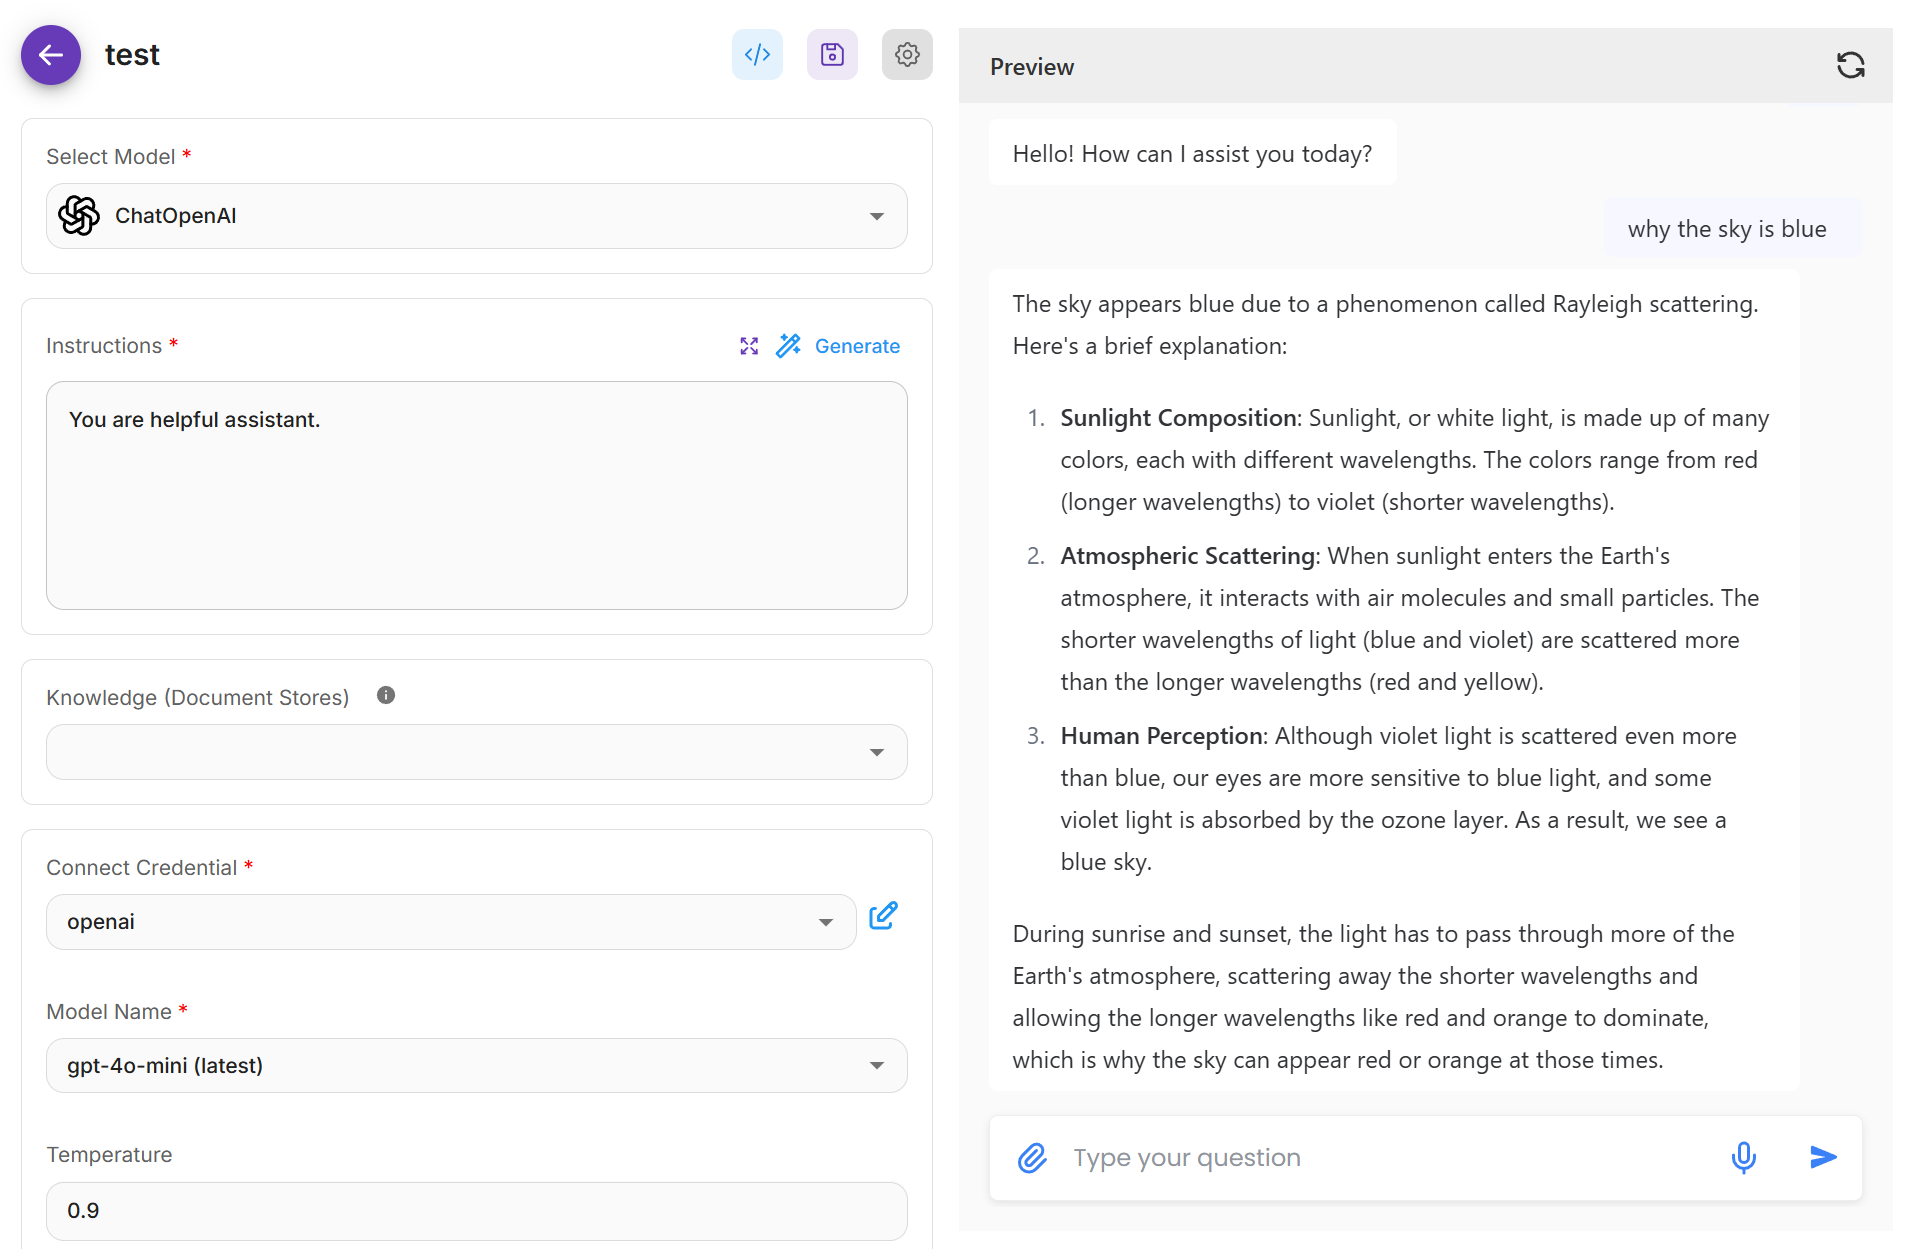 test
Select Model *
ChatOpenAI
Instructions *
Generate
You are helpful assistant.
Knowledge (Document Stores)
Connect Credential *
openai
Model Name *
gpt-4o-mini (latest)
Temperature
0.9
Preview
Hello! How can I assist you today?
why the sky is blue
The sky appears blue due to a phenomenon called Rayleigh scattering.
Here's a brief explanation:
1. Sunlight Composition: Sunlight, or white light, is made up of many
colors, each with different wavelengths. The colors range from red
(longer wavelengths) to violet (shorter wavelengths).
2. Atmospheric Scattering: When sunlight enters the Earth's
atmosphere, it interacts with air molecules and small particles. The
shorter wavelengths of light (blue and violet) are scattered more
than the longer wavelengths (red and yellow).
3. Human Perception: Although violet light is scattered even more
than blue, our eyes are more sensitive to blue light, and some
violet light is absorbed by the ozone layer. As a result, we see a
blue sky.
During sunrise and sunset, the light has to pass through more of the
Earth's atmosphere, scattering away the shorter wavelengths and
allowing the longer wavelengths like red and orange to dominate,
which is why the sky can appear red or orange at those times.
Type your question